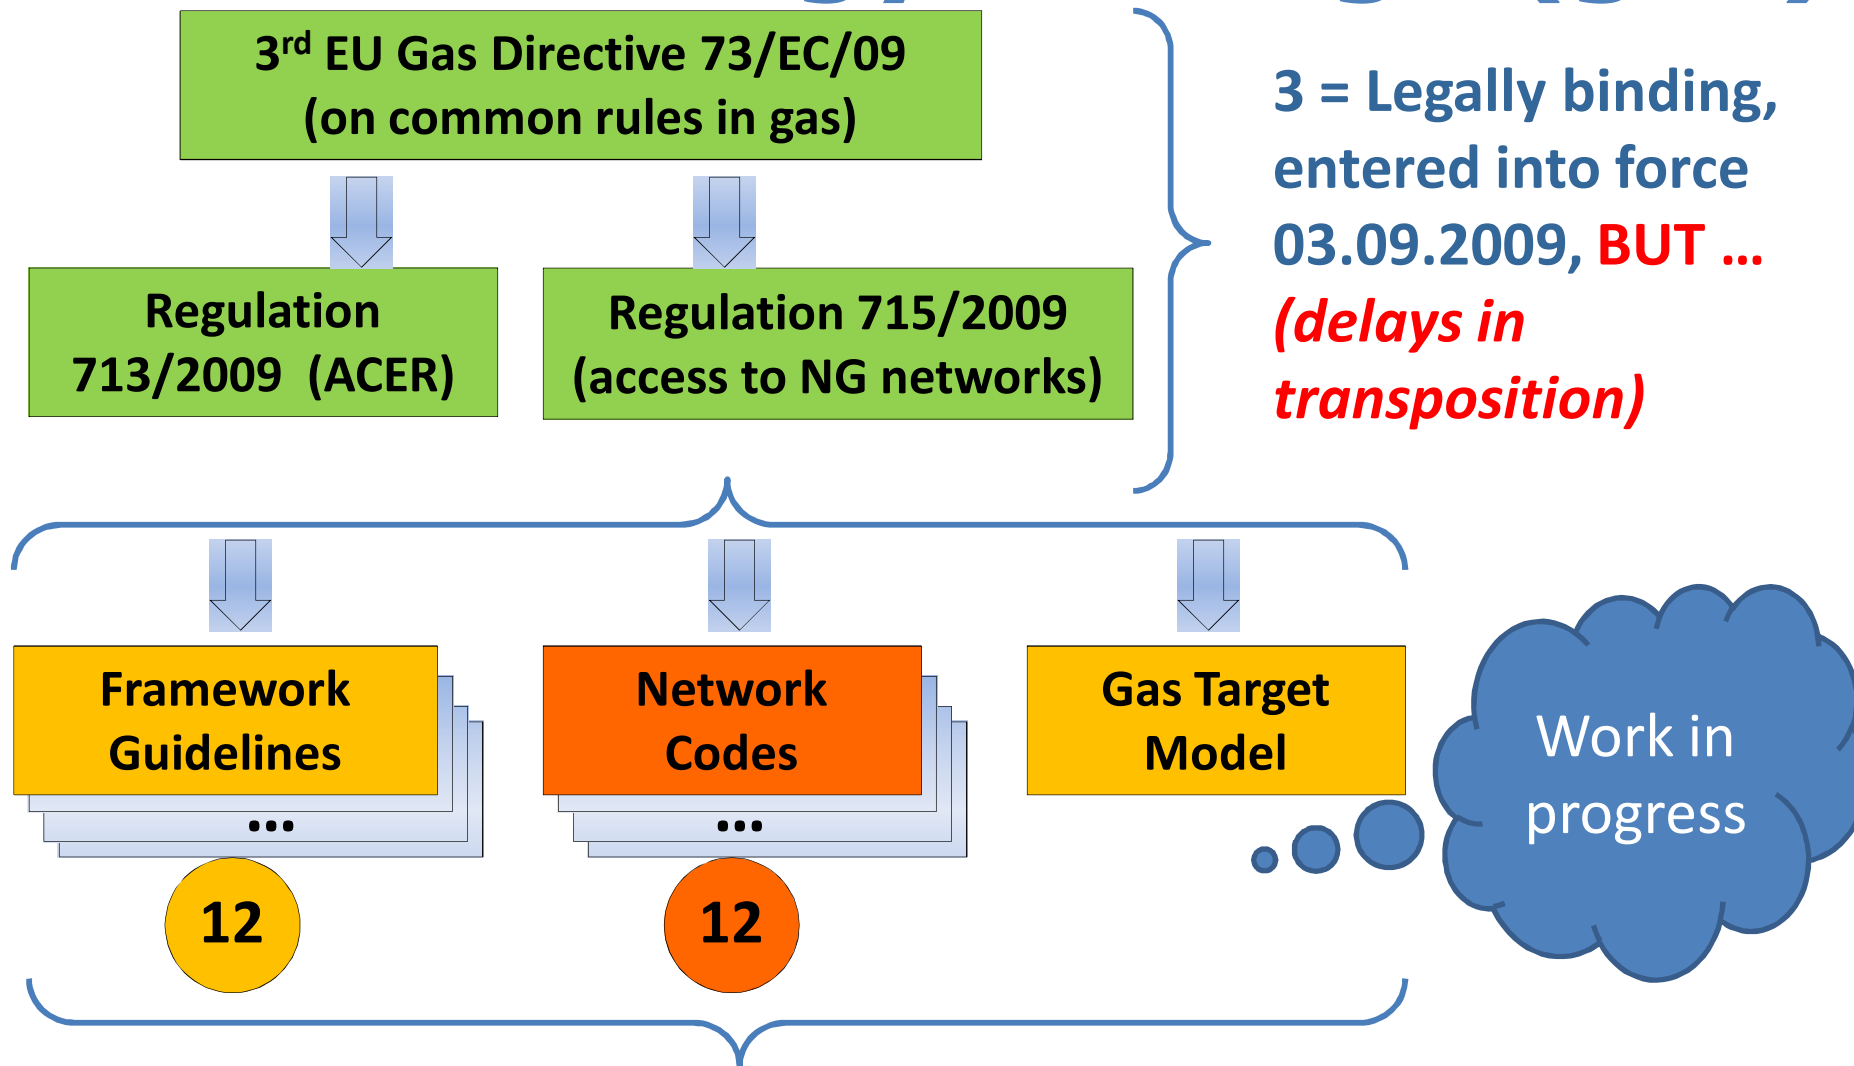 3rd EU Gas Directive 73/EC/09
(on common rules in gas)
3 = Legally binding,
entered into force
03.09.2009, BUT …
(delays in
transposition)
Regulation
713/2009 (ACER)
Regulation 715/2009
(access to NG networks)
Framework
Guidelines
...
12
Network
Codes
...
12
Gas Target
Model
Work in
progress